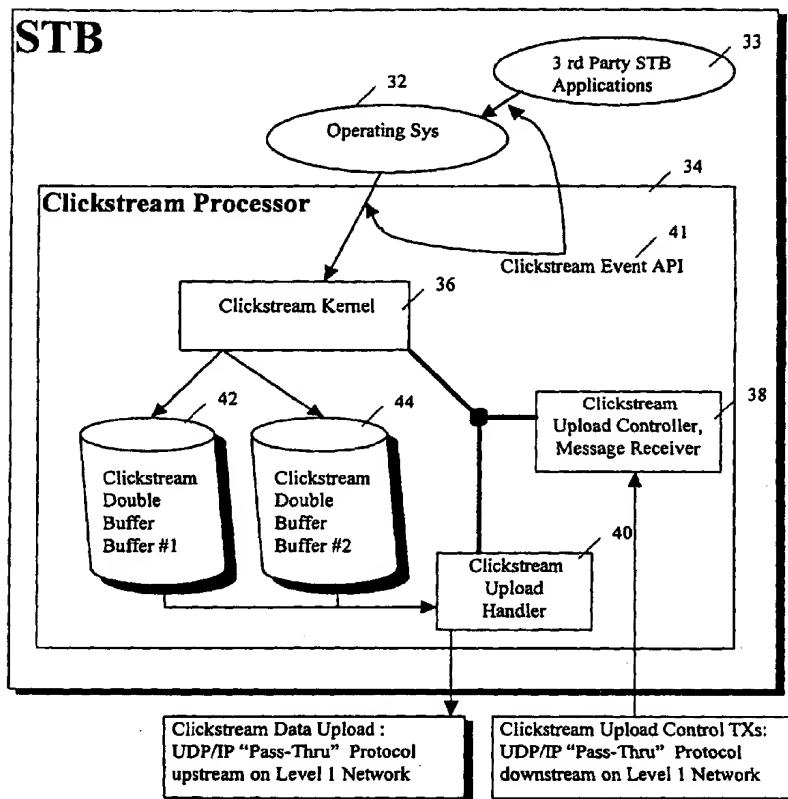 STB
33
3 rd Party STB
Applications
32
Operating Sys
34
Clickstream Processor
41
Clickstream Event API
36
Clickstream Kernel
42
44
38
Clickstream
Upload Controller,
Message Receiver
Clickstream
Double
Buffer
Buffer #1
Clickstream
Double
Buffer
Buffer #2
40
Clickstream
Upload
Handler
Clickstream Data Upload :
UDP/IP “Pass-Thru” Protocol
upstream on Level 1 Network
Clickstream Upload Control TXs:
UDP/IP “Pass-Thru” Protocol
downstream on Level 1 Network